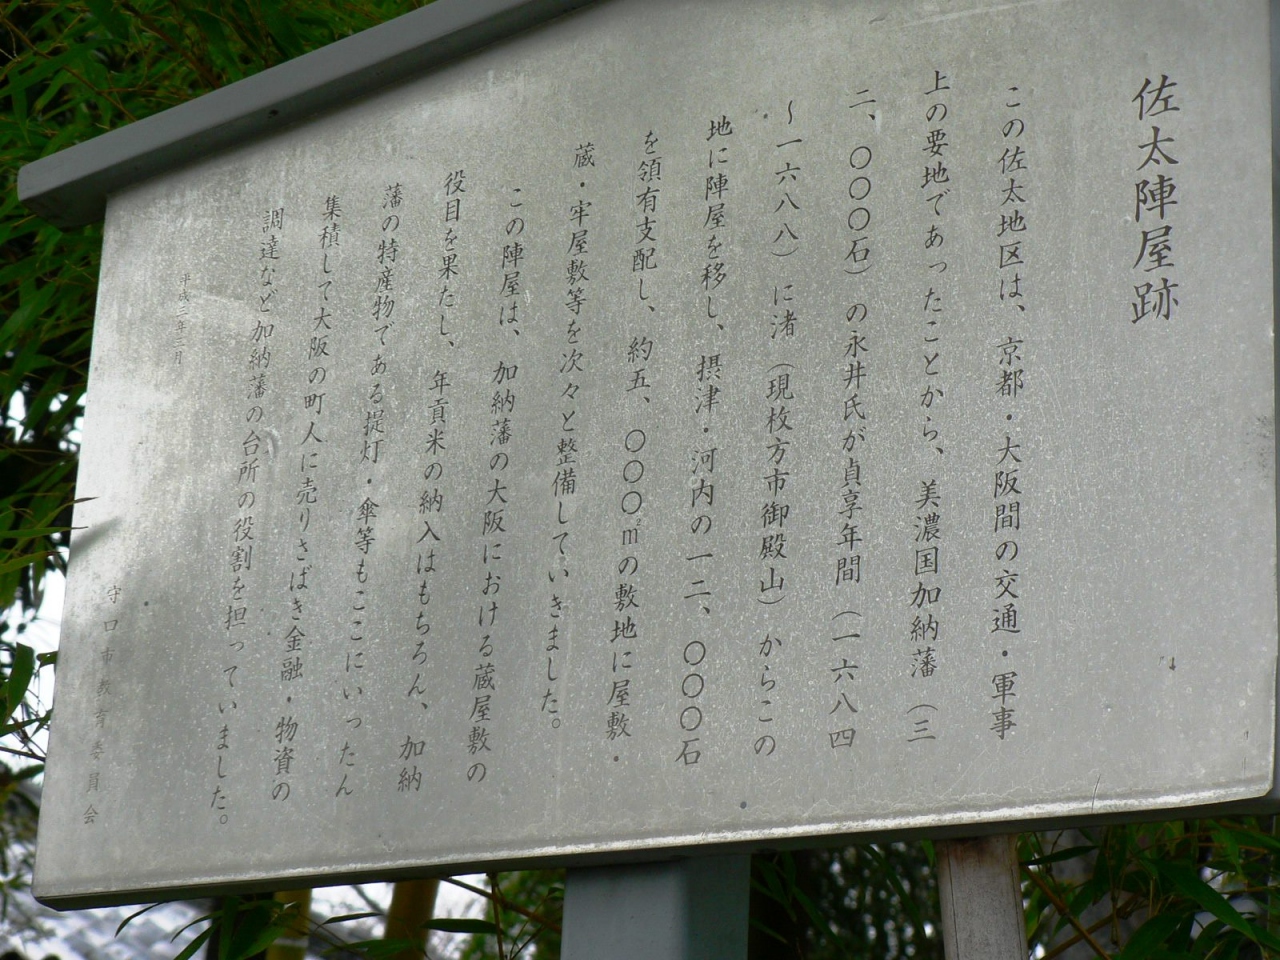 佐太陣屋跡
この佐太地区は、京都・大阪間の交通・軍事
上の要地であったことから、美濃国加納藩（三
二、〇〇〇石）の永井氏が貞享年間（一六八四
〜一六八八）に渚（現枚方市御殿山）からこの
地に陣屋を移し、摂津・河内の一二、〇〇〇石
を領有支配し、約五、〇〇〇㎡の敷地に屋敷・
蔵・牢屋敷等を次々と整備していきました。
この陣屋は、加納藩の大阪における蔵屋敷の
役目を果たし、年貢米の納入はもちろん、加納
藩の特産物である提灯・傘等もここにいったん
集積して大阪の町人に売りさばき金融・物資の
調達など加納藩の台所の役割を担っていました。
平成三年二月
守口市教育委員会